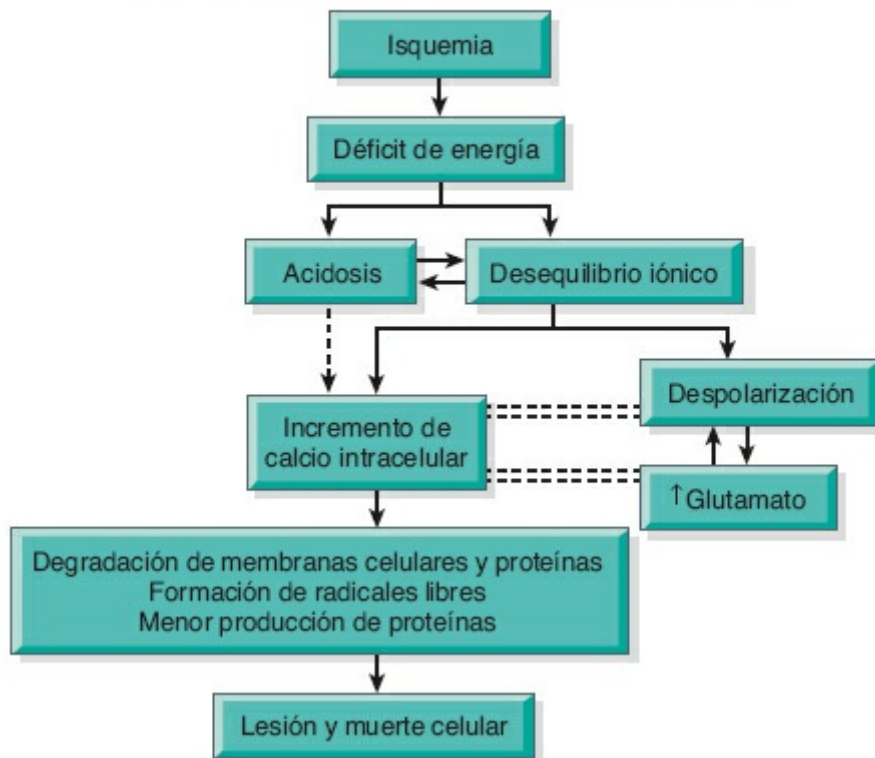 Isquemia
Déficit de energía
Acidosis
Desequilibrio iónico
Despolarización
Incremento de
calcio intracelular
↑Glutamato
Degradación de membranas celulares y proteínas
Formación de radicales libres
Menor producción de proteínas
Lesión y muerte celular